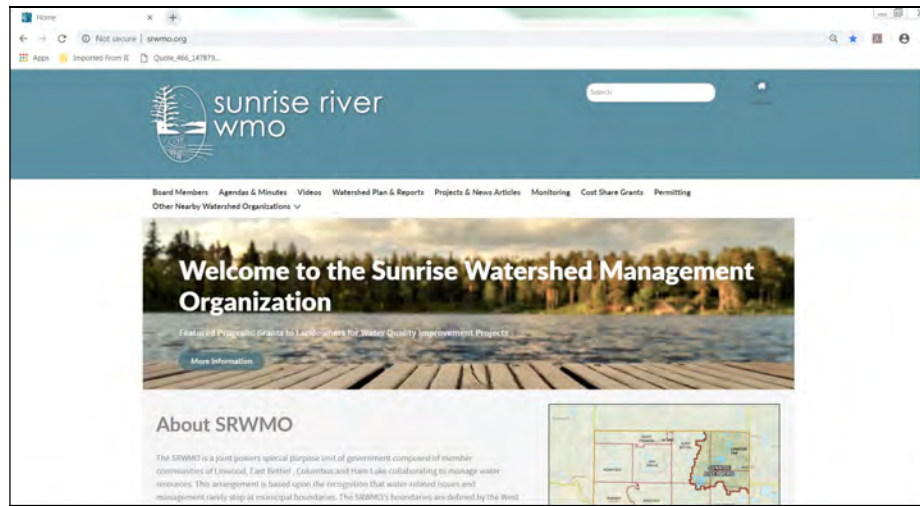 Home
Not secure | srwmo.org
Apps Imported From IE Quote_466_147879...
sunrise river
wmo
Search
Board Members Agendas & Minutes Videos Watershed Plan & Reports Projects & News Articles Monitoring Cost Share Grants Permitting
Other Nearby Watershed Organizations
Welcome to the Sunrise Watershed Management
Organization
Featured Program: Grants to Landowners for Water Quality Improvement Projects
More Information
About SRWMO
The SRWMO is a joint powers special purpose unit of government composed of member
communities of Linwood, East Bethel, Columbus and Ham Lake collaborating to manage water
resources. This arrangement is based upon the recognition that water related issues and
management rarely stop at municipal boundaries. The SRWMO's boundaries are defined by the West